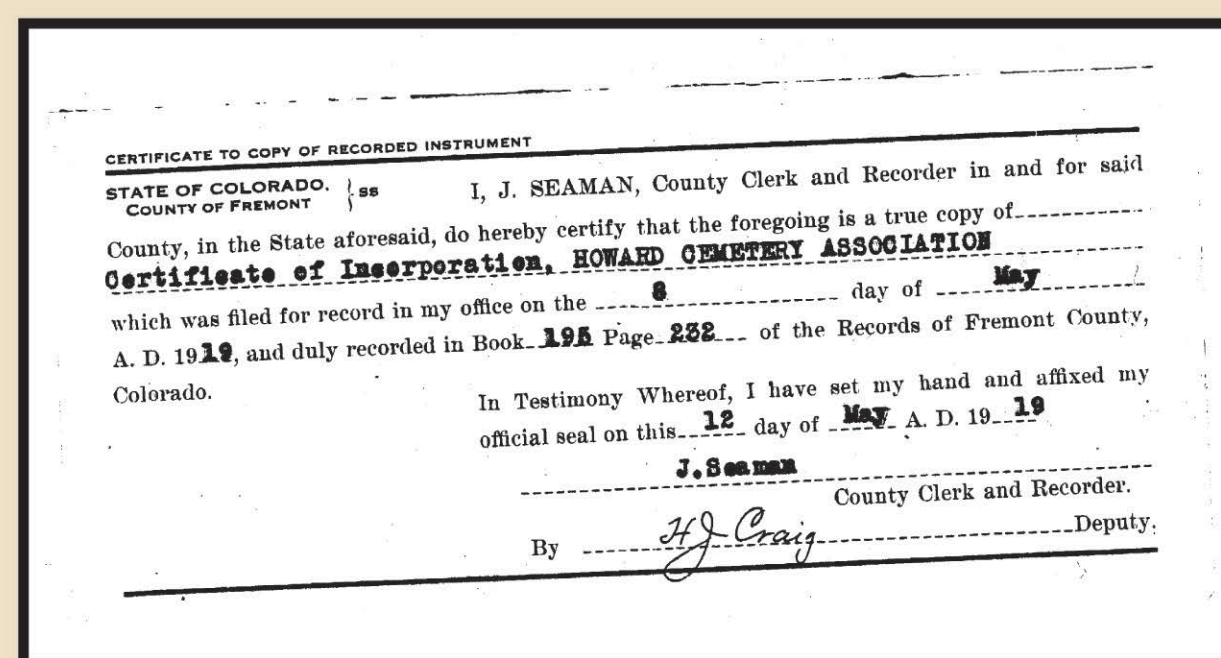 CERTIFICATE TO COPY OF RECORDED INSTRUMENT
STATE OF COLORADO. } ss I, J. SEAMAN, County Clerk and Recorder in and for said
COUNTY OF FREMONT
County, in the State aforesaid, do hereby certify that the foregoing is a true copy of
Certificate of Incorporation, HOWARD CEMETERY ASSOCIATION
which was filed for record in my office on the 8 day of May
A. D. 1919, and duly recorded in Book 195 Page 232 of the Records of Fremont County,
Colorado.
In Testimony Whereof, I have set my hand and affixed my
official seal on this 12 day of May A. D. 19 19
J. Seaman
County Clerk and Recorder.
By H J Craig Deputy.